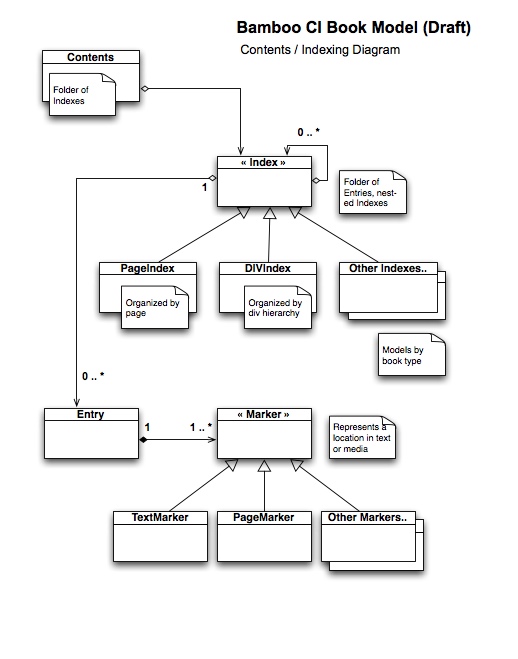 Bamboo CI Book Model (Draft)
Contents / Indexing Diagram
Contents
Folder of
Indexes
0 .. *
« Index »
1
Folder of
Entries, nest-
ed Indexes
PageIndex
Organized by
page
DIVIndex
Organized by
div hierarchy
Other Indexes..
Models by
book type
0 .. *
Entry
1
1 .. *
« Marker »
Represents a
location in text
or media
TextMarker
PageMarker
Other Markers..